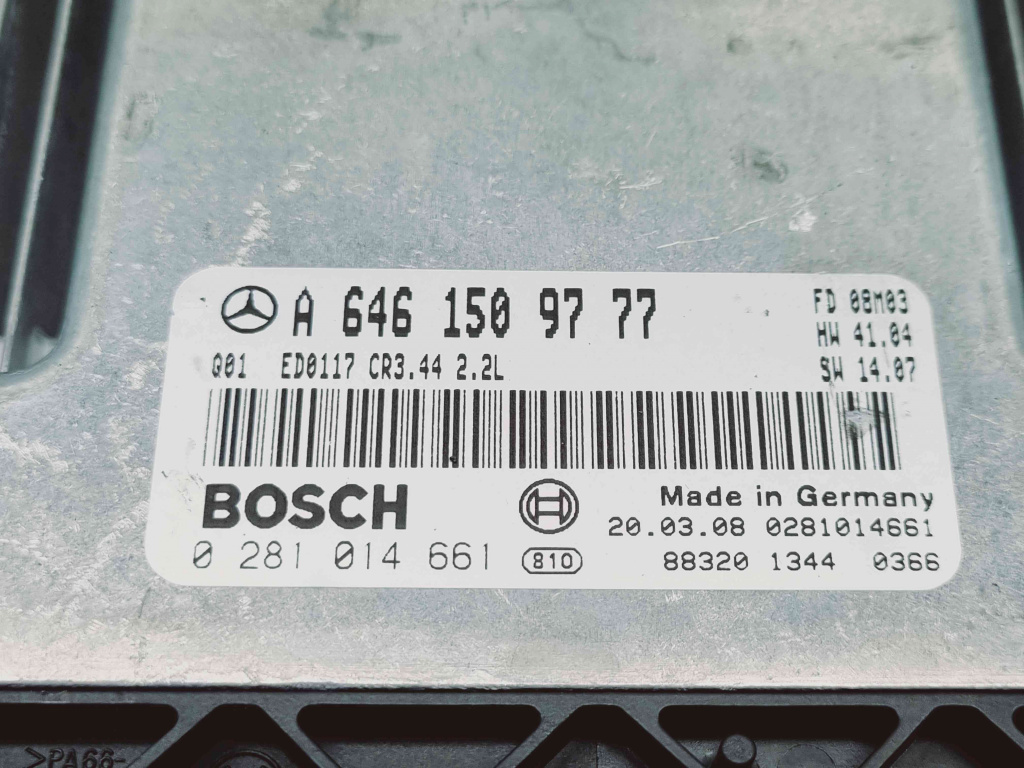 A 646 150 97 77
FD 08M03
HW 41.04
Q01 ED0117 CR3.44 2.2L
SW 14.07
BOSCH
Made in Germany
20.03.08 0281014661
0 281 014 661
810
88320 1344 0366
>PA66-